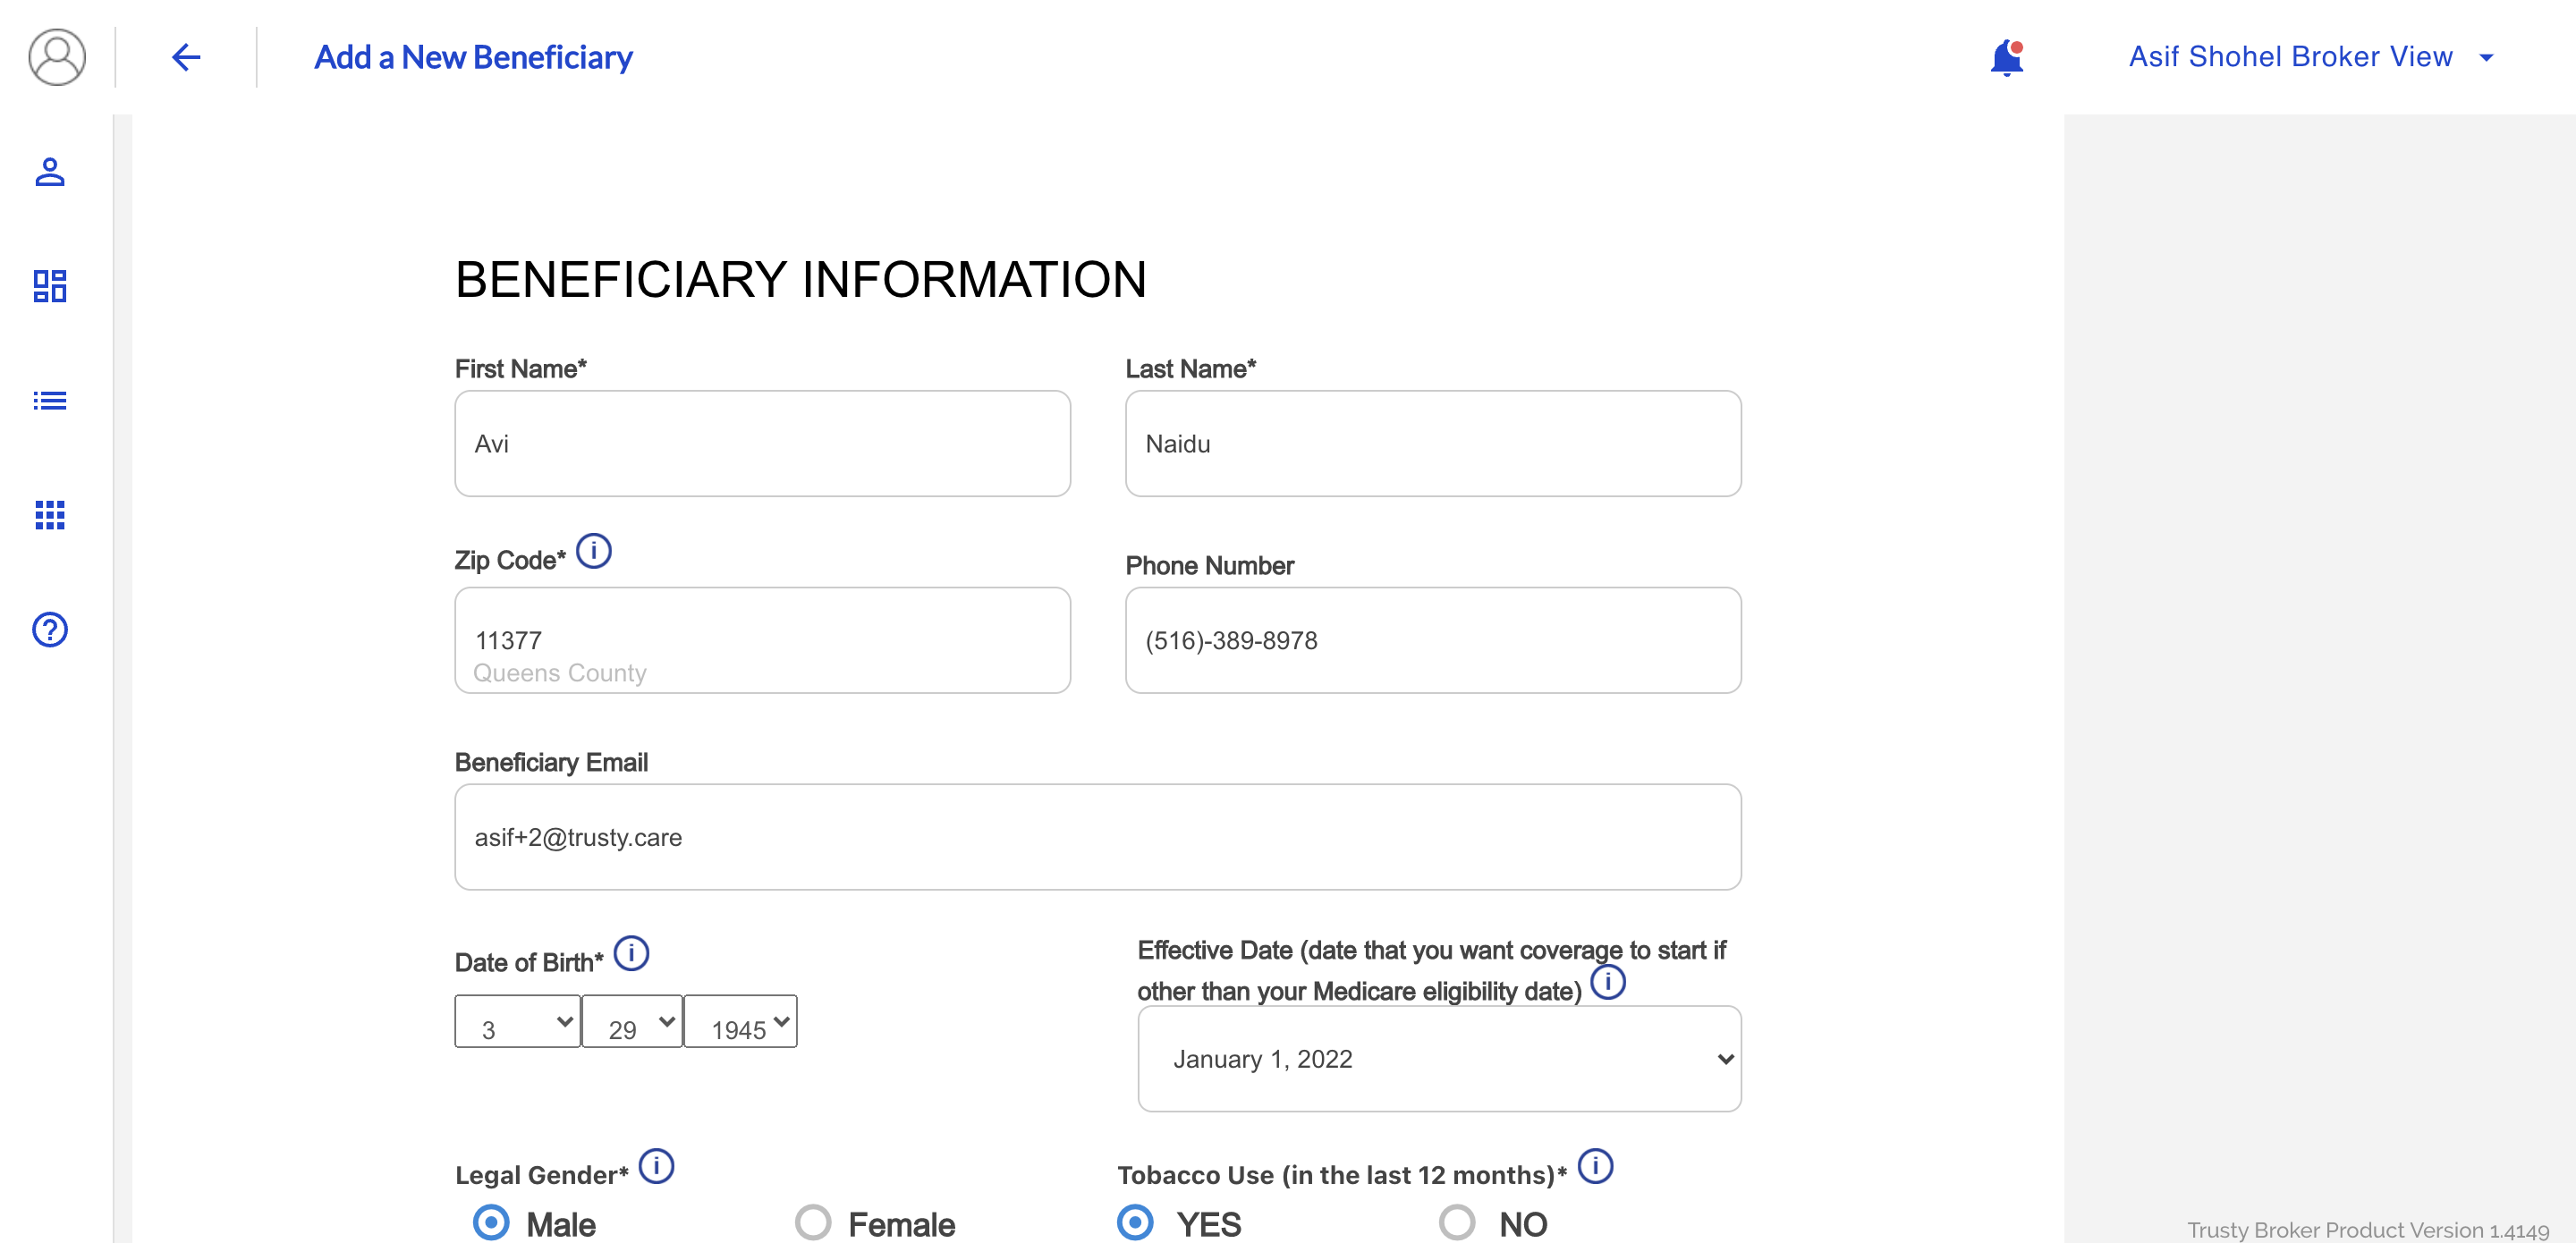 Add a New Beneficiary
Asif Shohel Broker View
BENEFICIARY INFORMATION
First Name*
Last Name*
Avi
Naidu
Zip Code*
Phone Number
11377
Queens County
(516)-389-8978
Beneficiary Email
asif+2@trusty.care
Date of Birth*
Effective Date (date that you want coverage to start if
other than your Medicare eligibility date)
3
29
1945
January 1, 2022
Legal Gender*
Tobacco Use (in the last 12 months)*
Male
Female
YES
NO
Trusty Broker Product Version 1.4149